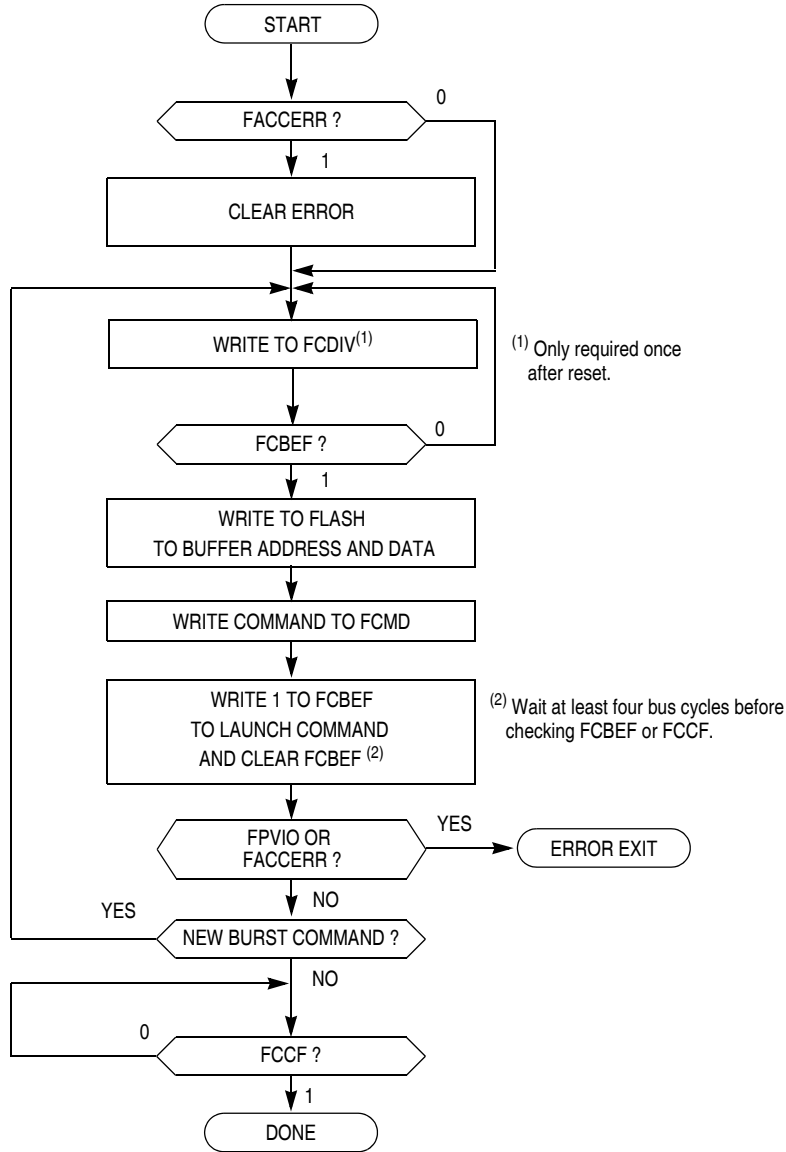 START
FACCERR ?
0
1
CLEAR ERROR
WRITE TO FCDIV(1)
(1) Only required once
after reset.
FCBEF ?
0
1
WRITE TO FLASH
TO BUFFER ADDRESS AND DATA
WRITE COMMAND TO FCMD
WRITE 1 TO FCBEF
TO LAUNCH COMMAND
AND CLEAR FCBEF (2)
(2) Wait at least four bus cycles before
checking FCBEF or FCCF.
FPVIO OR
FACCERR ?
YES
ERROR EXIT
NO
YES
NEW BURST COMMAND ?
NO
0
FCCF ?
1
DONE